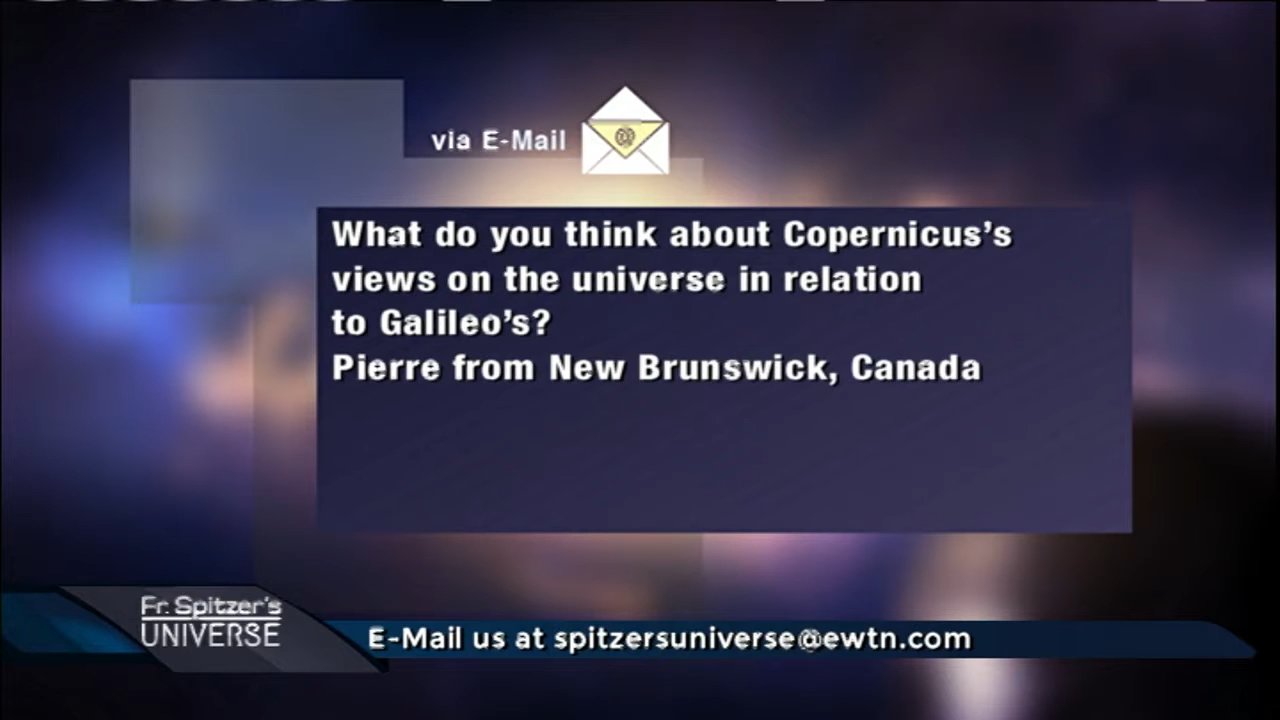 via E-Mail
@
What do you think about Copernicus's
views on the universe in relation
to Galileo's?
Pierre from New Brunswick, Canada
Fr. Spitzer's
UNIVERSE
E-Mail us at spitzersuniverse@ewtn.com